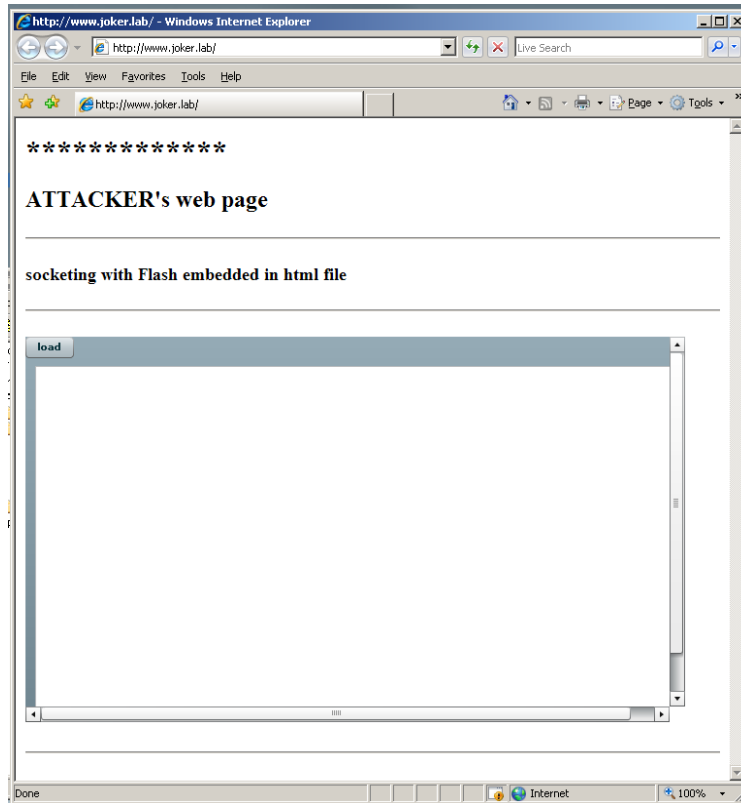 http://www.joker.lab/ - Windows Internet Explorer
http://www.joker.lab/
Live Search
File Edit View Favorites Tools Help
http://www.joker.lab/
Page Tools »
*************
ATTACKER's web page
socketing with Flash embedded in html file
load
Done
Internet
100%